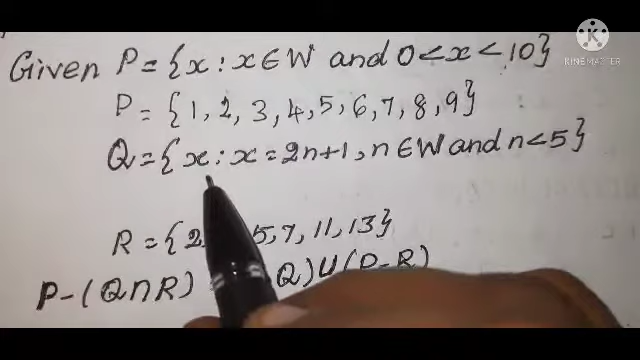 Given P = {x : x ∈ W and 0 < x < 10}
P = {1, 2, 3, 4, 5, 6, 7, 8, 9}
Q = {x : x = 2n+1, n ∈ W and n < 5}
R = {2, 5, 7, 11, 13}
P - (Q ∩ R) Q) ∪ (P - R)
KINEMASTER